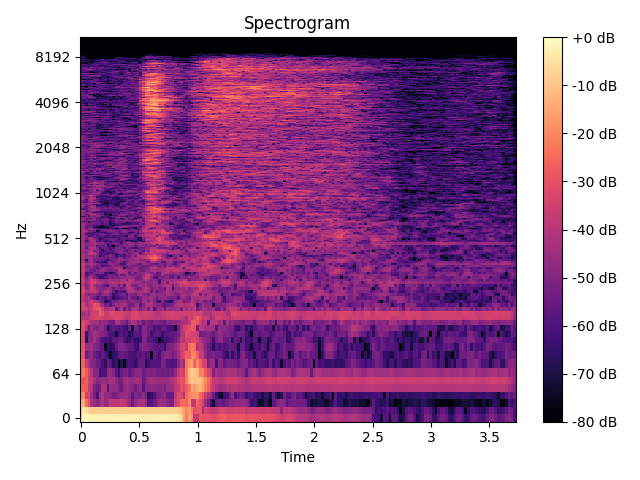 Spectrogram
8192
4096
2048
1024
512
256
128
64
0
Hz
0
0.5
1
1.5
2
2.5
3
3.5
Time
+0 dB
-10 dB
-20 dB
-30 dB
-40 dB
-50 dB
-60 dB
-70 dB
-80 dB